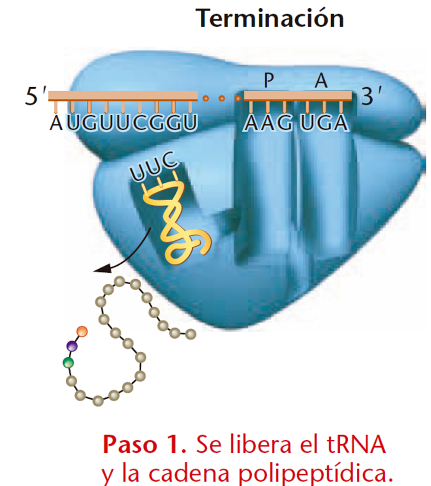 Terminación
P A
5' 3'
AUGUUCGGU AAG UGA
UUC
Paso 1. Se libera el tRNA
y la cadena polipeptídica.